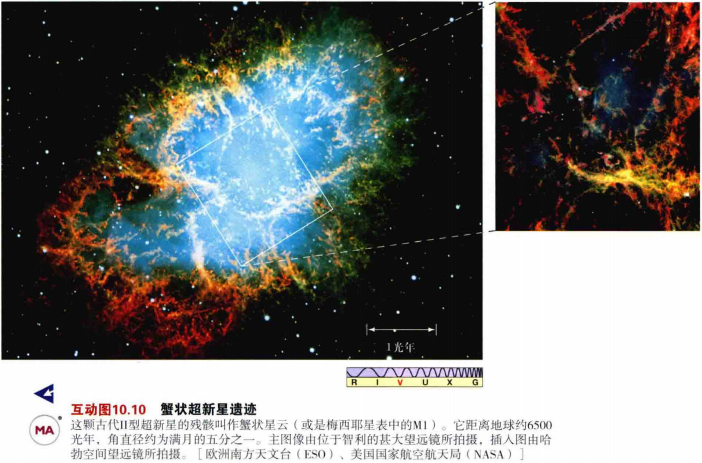 1光年
R I V U X G
互动图10.10 蟹状超新星遗迹
MA
这颗古代II型超新星的残骸叫作蟹状星云（或是梅西耶星表中的M1）。它距离地球约6500
光年，角直径约为满月的五分之一。主图像由位于智利的甚大望远镜所拍摄，插入图由哈
勃空间望远镜所拍摄。［欧洲南方天文台（ESO）、美国国家航空航天局（NASA）］